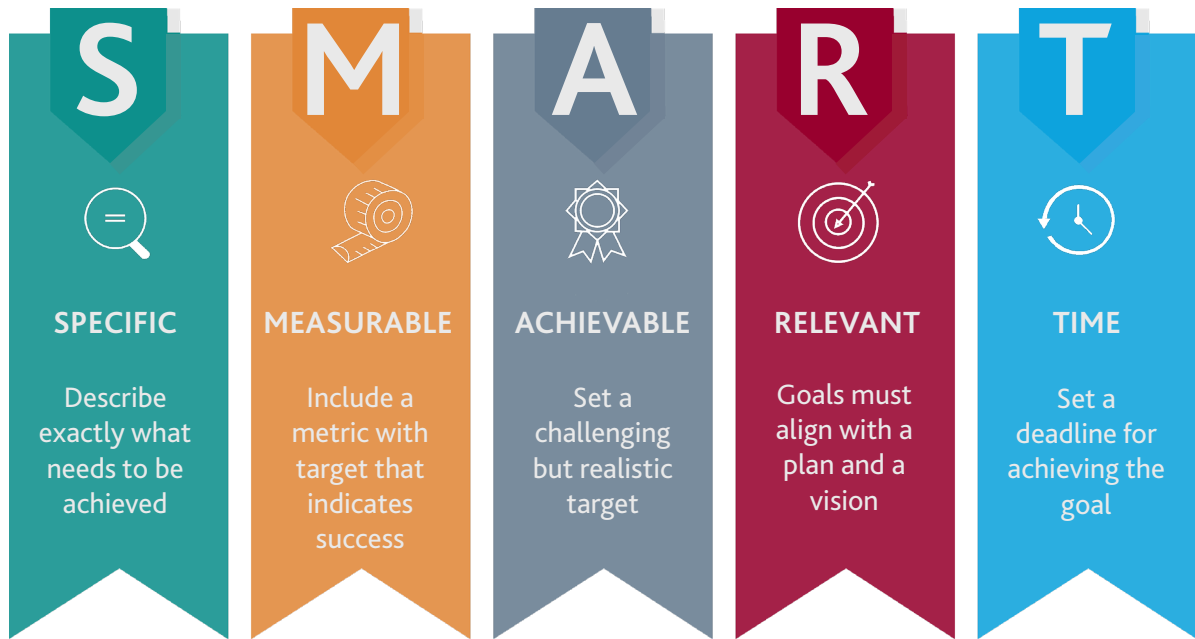 S
SPECIFIC
Describe
exactly what
needs to be
achieved
M
MEASURABLE
Include a
metric with
target that
indicates
success
A
ACHIEVABLE
Set a
challenging
but realistic
target
R
RELEVANT
Goals must
align with a
plan and a
vision
T
TIME
Set a
deadline for
achieving the
goal